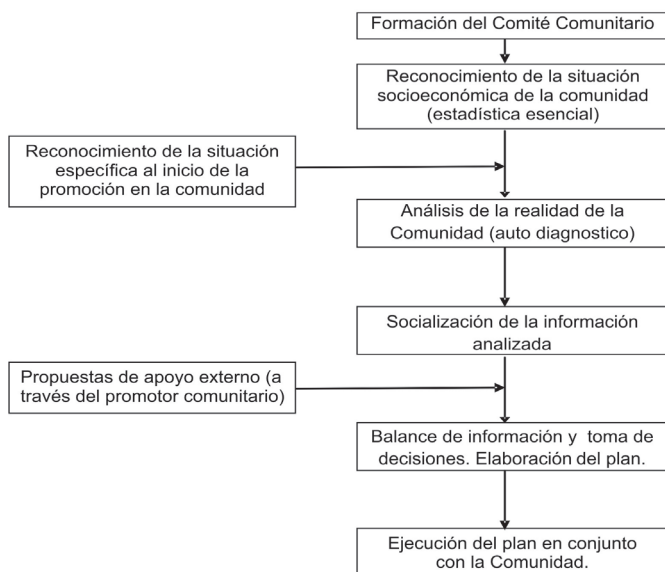 Formación del Comité Comunitario
Reconocimiento de la situación
socioeconómica de la comunidad
(estadística esencial)
Reconocimiento de la situación
específica al inicio de la
promoción en la comunidad
Análisis de la realidad de la
Comunidad (auto diagnostico)
Socialización de la información
analizada
Propuestas de apoyo externo (a
través del promotor comunitario)
Balance de información y toma de
decisiones. Elaboración del plan.
Ejecución del plan en conjunto
con la Comunidad.